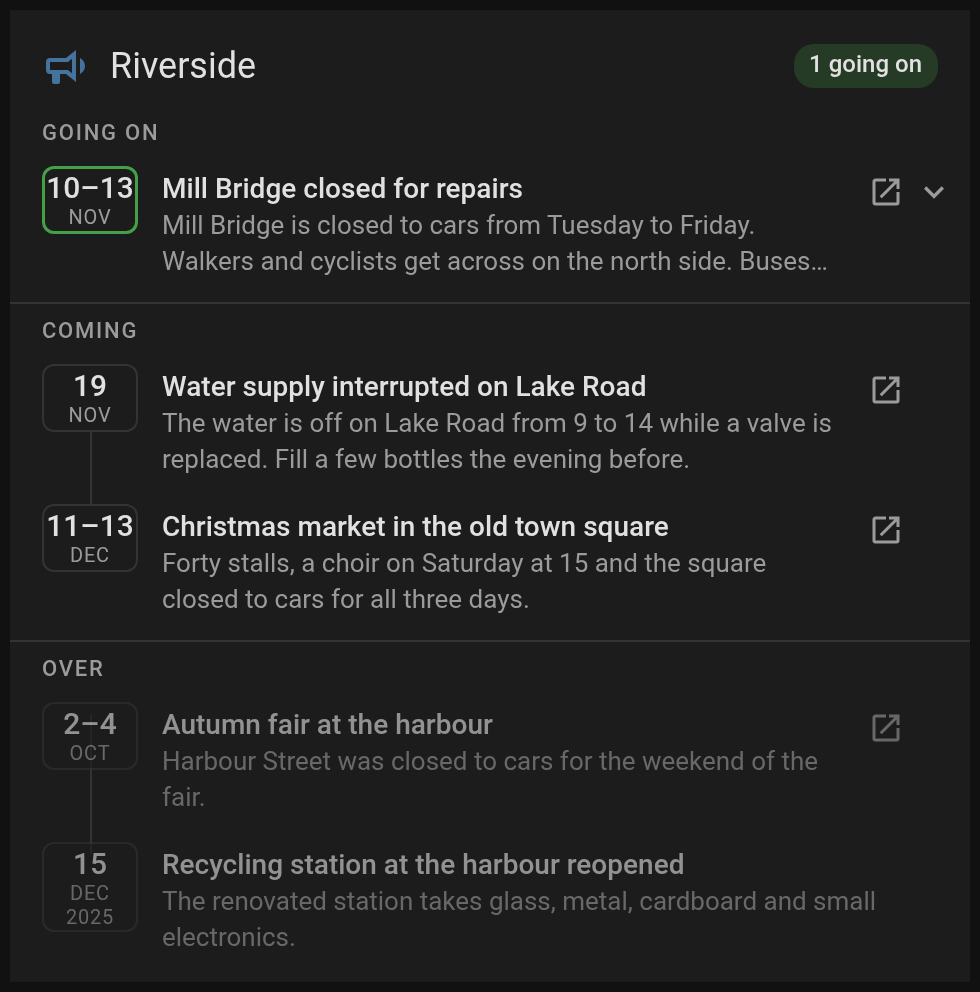 Riverside
1 going on
GOING ON
10–13
NOV
Mill Bridge closed for repairs
Mill Bridge is closed to cars from Tuesday to Friday.
Walkers and cyclists get across on the north side. Buses…
COMING
19
NOV
Water supply interrupted on Lake Road
The water is off on Lake Road from 9 to 14 while a valve is
replaced. Fill a few bottles the evening before.
11–13
DEC
Christmas market in the old town square
Forty stalls, a choir on Saturday at 15 and the square
closed to cars for all three days.
OVER
2–4
OCT
Autumn fair at the harbour
Harbour Street was closed to cars for the weekend of the
fair.
15
DEC
2025
Recycling station at the harbour reopened
The renovated station takes glass, metal, cardboard and small
electronics.